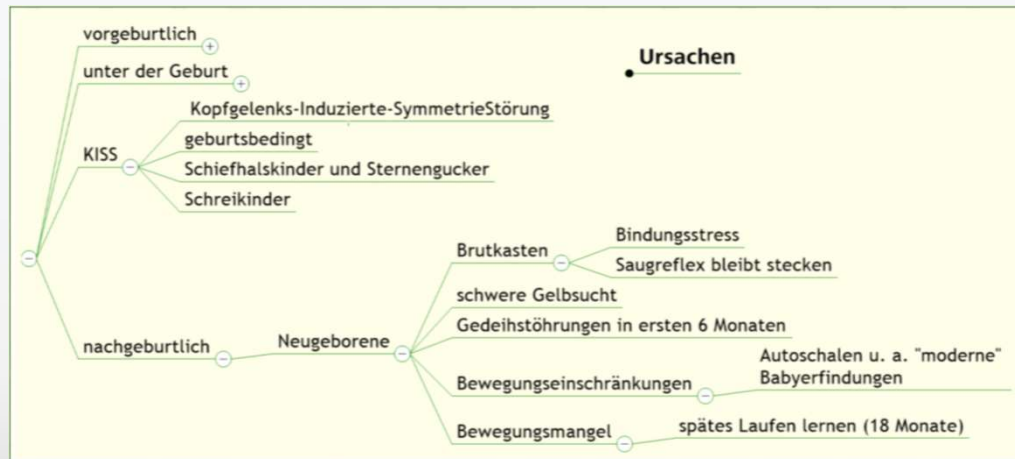 Ursachen
vorgeburtlich
unter der Geburt
KISS
Kopfgelenks-Induzierte-SymmetrieStörung
geburtsbedingt
Schiefhalskinder und Sternengucker
Schreikinder
nachgeburtlich
Neugeborene
Brutkasten
Bindungsstress
Saugreflex bleibt stecken
schwere Gelbsucht
Gedeihstöhrungen in ersten 6 Monaten
Bewegungseinschränkungen
Autoschalen u. a. "moderne"
Babyerfindungen
Bewegungsmangel
spätes Laufen lernen (18 Monate)